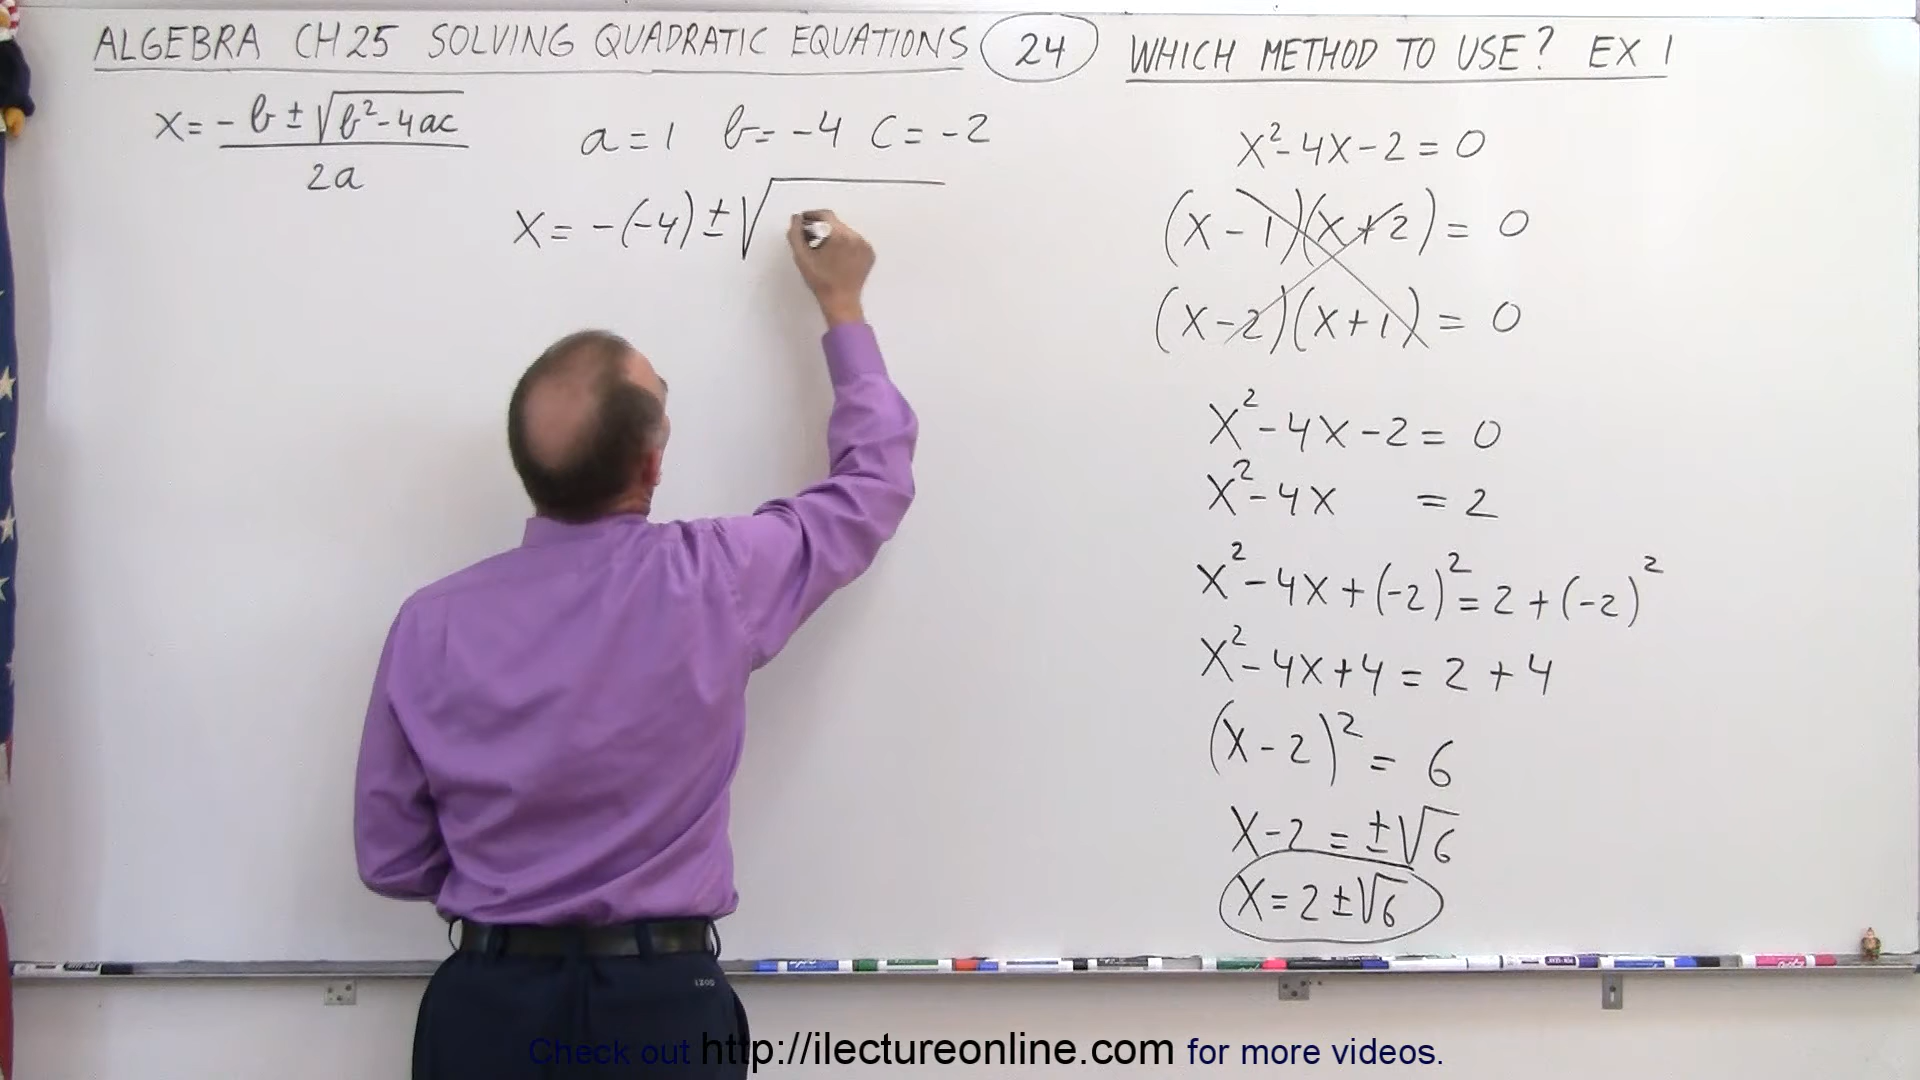 ALGEBRA CH 25 SOLVING QUADRATIC EQUATIONS 24 WHICH METHOD TO USE? EX 1
x = -b ± √b² - 4ac / 2a
a = 1 b = -4 c = -2
x = -(-4) ± √
x² - 4x - 2 = 0
(x - 1)(x + 2) = 0
(x - 2)(x + 1) = 0
x² - 4x - 2 = 0
x² - 4x = 2
x² - 4x + (-2)² = 2 + (-2)²
x² - 4x + 4 = 2 + 4
(x - 2)² = 6
x - 2 = ±√6
x = 2 ± √6
IZOD
Check out http://ilectureonline.com for more videos.